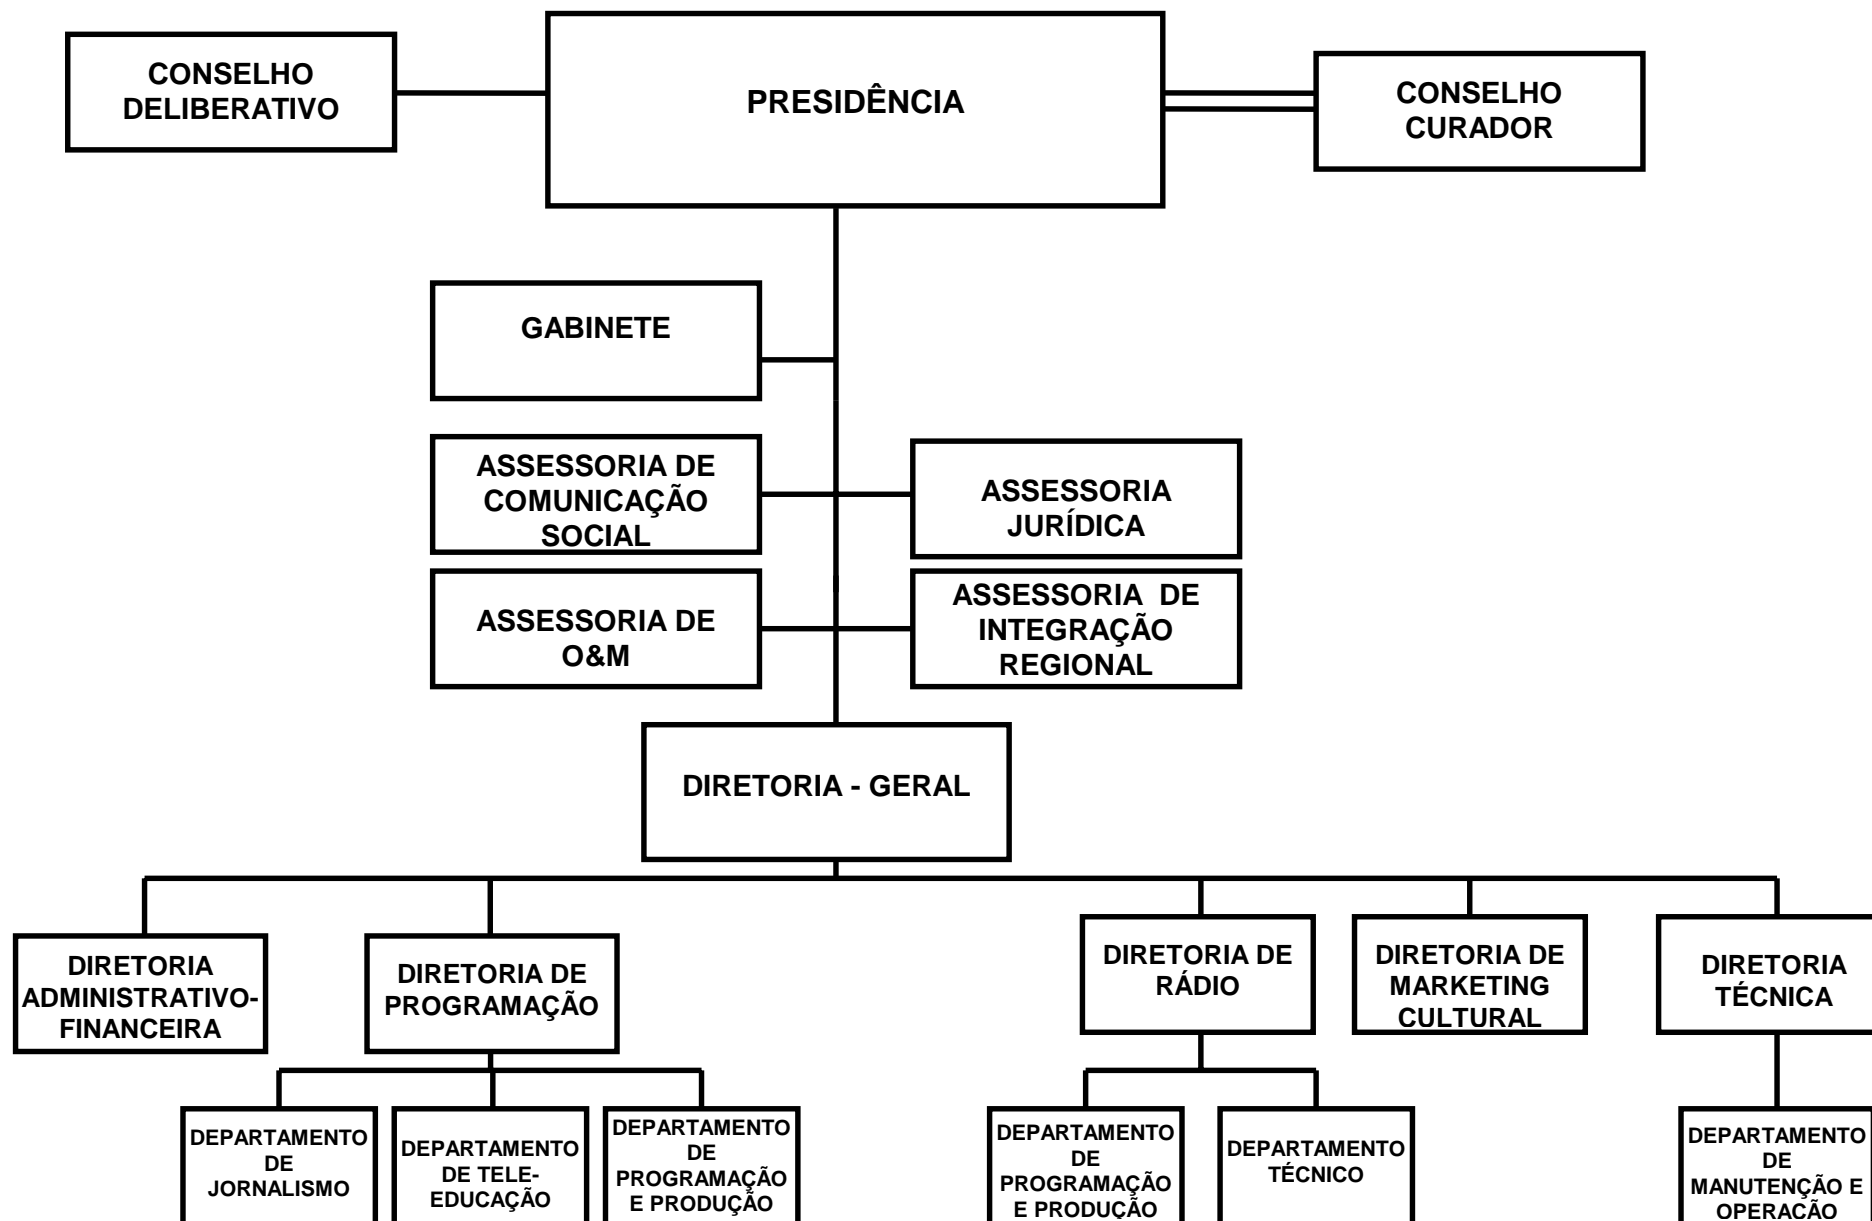 CONSELHO
DELIBERATIVO
PRESIDÊNCIA
CONSELHO
CURADOR
GABINETE
ASSESSORIA DE
COMUNICAÇÃO
SOCIAL
ASSESSORIA
JURÍDICA
ASSESSORIA DE
O&M
ASSESSORIA DE
INTEGRAÇÃO
REGIONAL
DIRETORIA - GERAL
DIRETORIA
ADMINISTRATIVO-
FINANCEIRA
DIRETORIA DE
PROGRAMAÇÃO
DIRETORIA DE
RÁDIO
DIRETORIA DE
MARKETING
CULTURAL
DIRETORIA
TÉCNICA
DEPARTAMENTO
DE
JORNALISMO
DEPARTAMENTO
DE TELE-
EDUCAÇÃO
DEPARTAMENTO
DE
PROGRAMAÇÃO
E PRODUÇÃO
DEPARTAMENTO
DE
PROGRAMAÇÃO
E PRODUÇÃO
DEPARTAMENTO
TÉCNICO
DEPARTAMENTO
DE
MANUTENÇÃO E
OPERAÇÃO